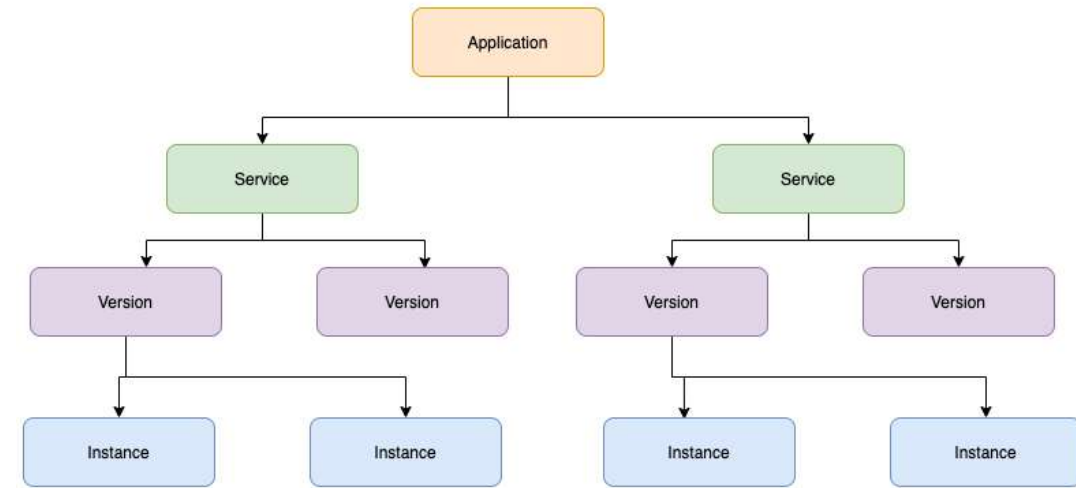 Application
Service
Service
Version
Version
Version
Version
Instance
Instance
Instance
Instance